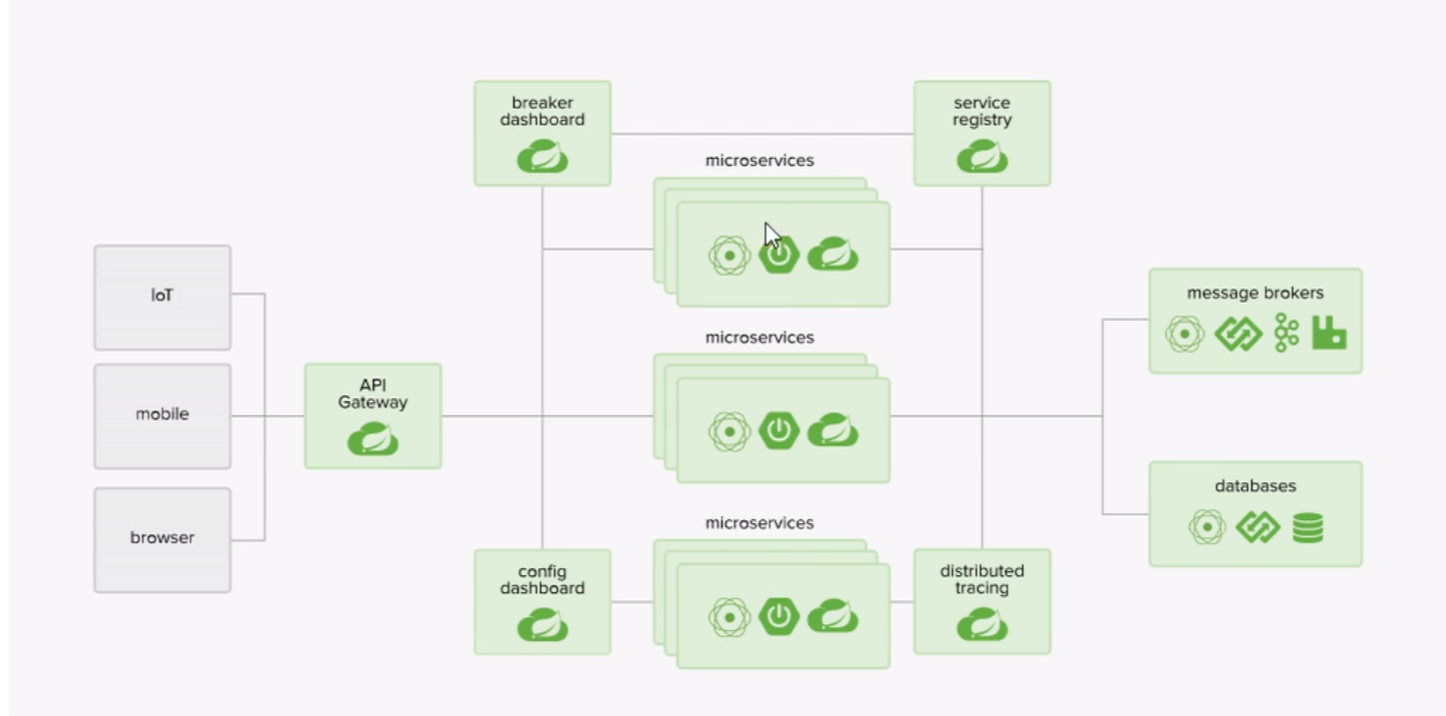 breaker
dashboard
service
registry
microservices
IoT
message brokers
microservices
API
Gateway
mobile
databases
microservices
browser
config
dashboard
distributed
tracing